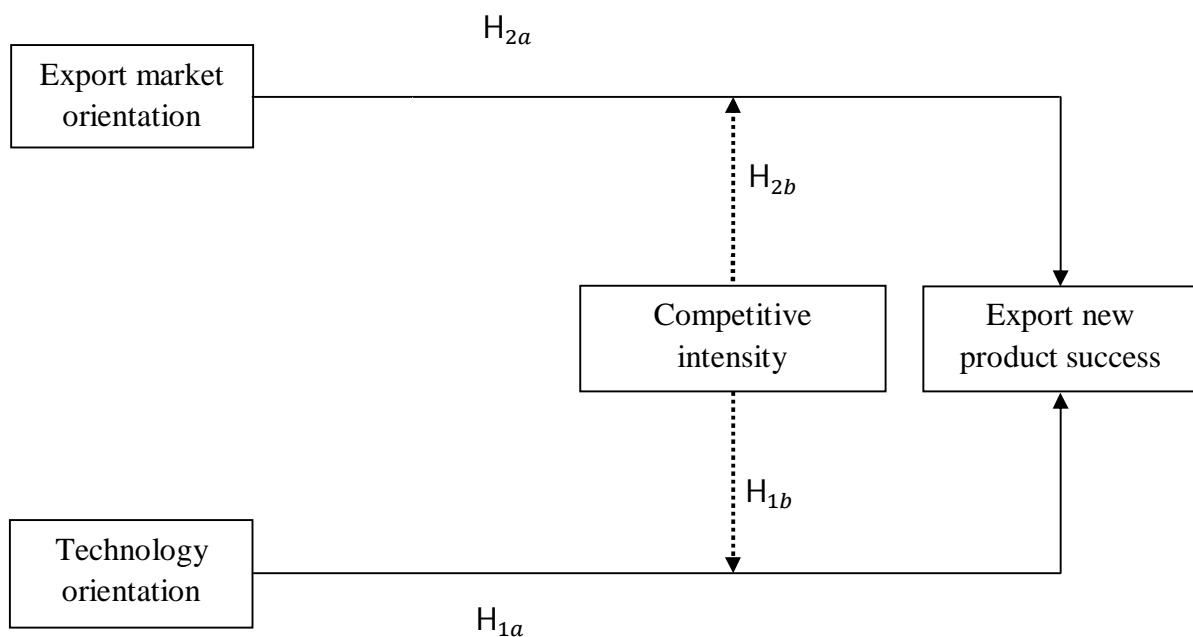 H2a
Export market
orientation
H2b
Competitive
intensity
Export new
product success
H1b
Technology
orientation
H1a